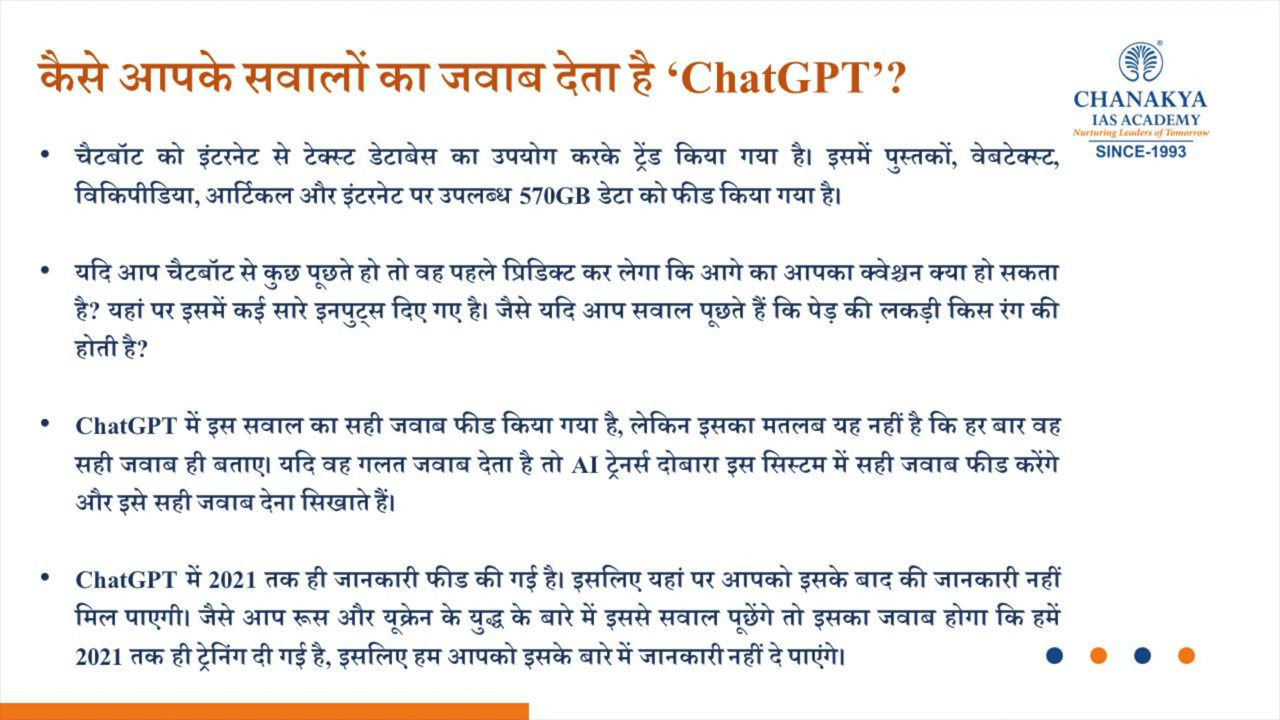 कैसे आपके सवालों का जवाब देता है ‘ChatGPT’?
®
CHANAKYA
IAS ACADEMY
Nurturing Leaders of Tomorrow
SINCE-1993
• चैटबॉट को इंटरनेट से टेक्स्ट डेटाबेस का उपयोग करके ट्रेंड किया गया है। इसमें पुस्तकों, वेबटेक्स्ट,
विकिपीडिया, आर्टिकल और इंटरनेट पर उपलब्ध 570GB डेटा को फीड किया गया है।
• यदि आप चैटबॉट से कुछ पूछते हो तो वह पहले प्रिडिक्ट कर लेगा कि आगे का आपका क्वेश्चन क्या हो सकता
है? यहां पर इसमें कई सारे इनपुट्स दिए गए है। जैसे यदि आप सवाल पूछते हैं कि पेड़ की लकड़ी किस रंग की
होती है?
• ChatGPT में इस सवाल का सही जवाब फीड किया गया है, लेकिन इसका मतलब यह नहीं है कि हर बार वह
सही जवाब ही बताए। यदि वह गलत जवाब देता है तो AI ट्रेनर्स दोबारा इस सिस्टम में सही जवाब फीड करेंगे
और इसे सही जवाब देना सिखाते हैं।
• ChatGPT में 2021 तक ही जानकारी फीड की गई है। इसलिए यहां पर आपको इसके बाद की जानकारी नहीं
मिल पाएगी। जैसे आप रूस और यूक्रेन के युद्ध के बारे में इससे सवाल पूछेंगे तो इसका जवाब होगा कि हमें
2021 तक ही ट्रेनिंग दी गई है, इसलिए हम आपको इसके बारे में जानकारी नहीं दे पाएंगे।